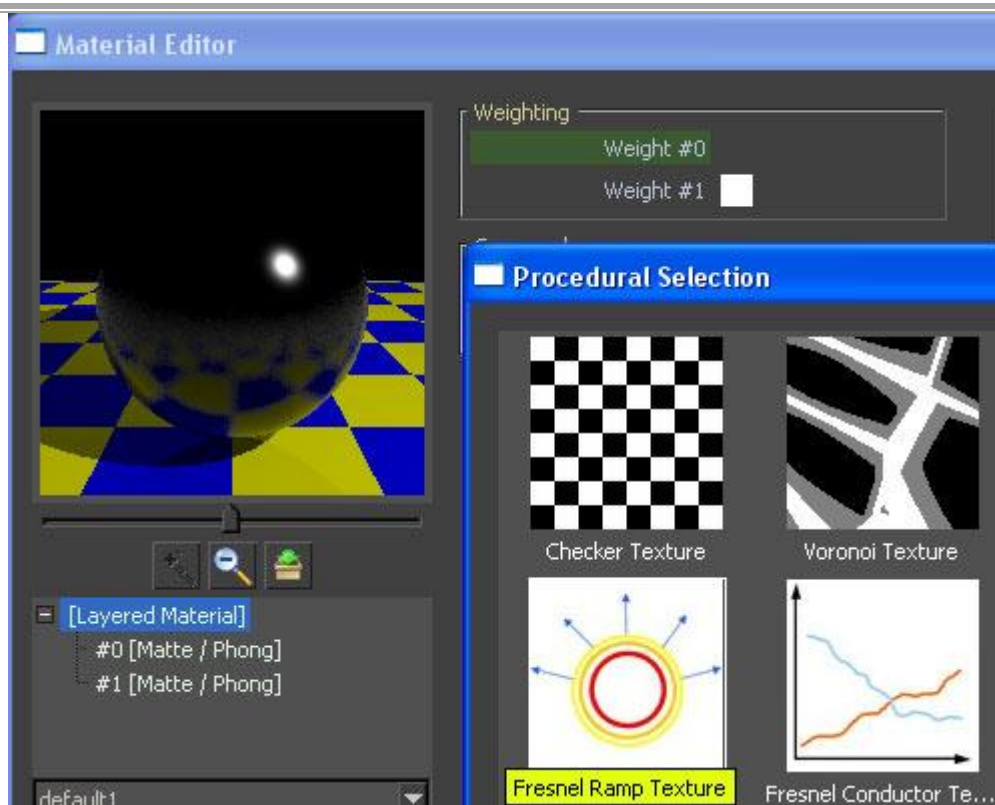 Material Editor
Weighting
Weight #0
Weight #1
Procedural Selection
Checker Texture
Voronoi Texture
[Layered Material]
#0 [Matte / Phong]
#1 [Matte / Phong]
default1
Fresnel Ramp Texture
Fresnel Conductor Te...